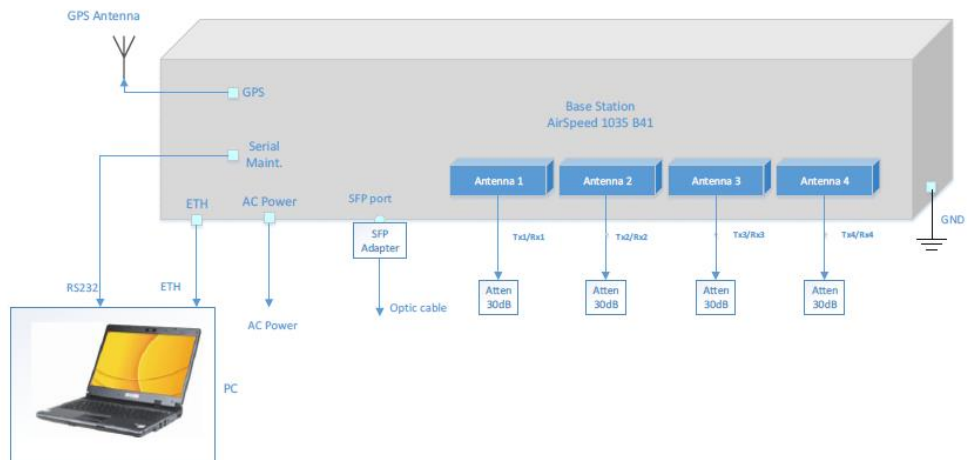 GPS Antenna
GPS
Base Station
AirSpeed 1035 B41
Serial
Maint.
Antenna 1
Antenna 2
Antenna 3
Antenna 4
ETH
AC Power
SFP port
GND
SFP
Adapter
Tx1/Rx1
Tx2/Rx2
Tx3/Rx3
Tx4/Rx4
RS232
ETH
Atten
30dB
Atten
30dB
Atten
30dB
Atten
30dB
Optic cable
AC Power
PC